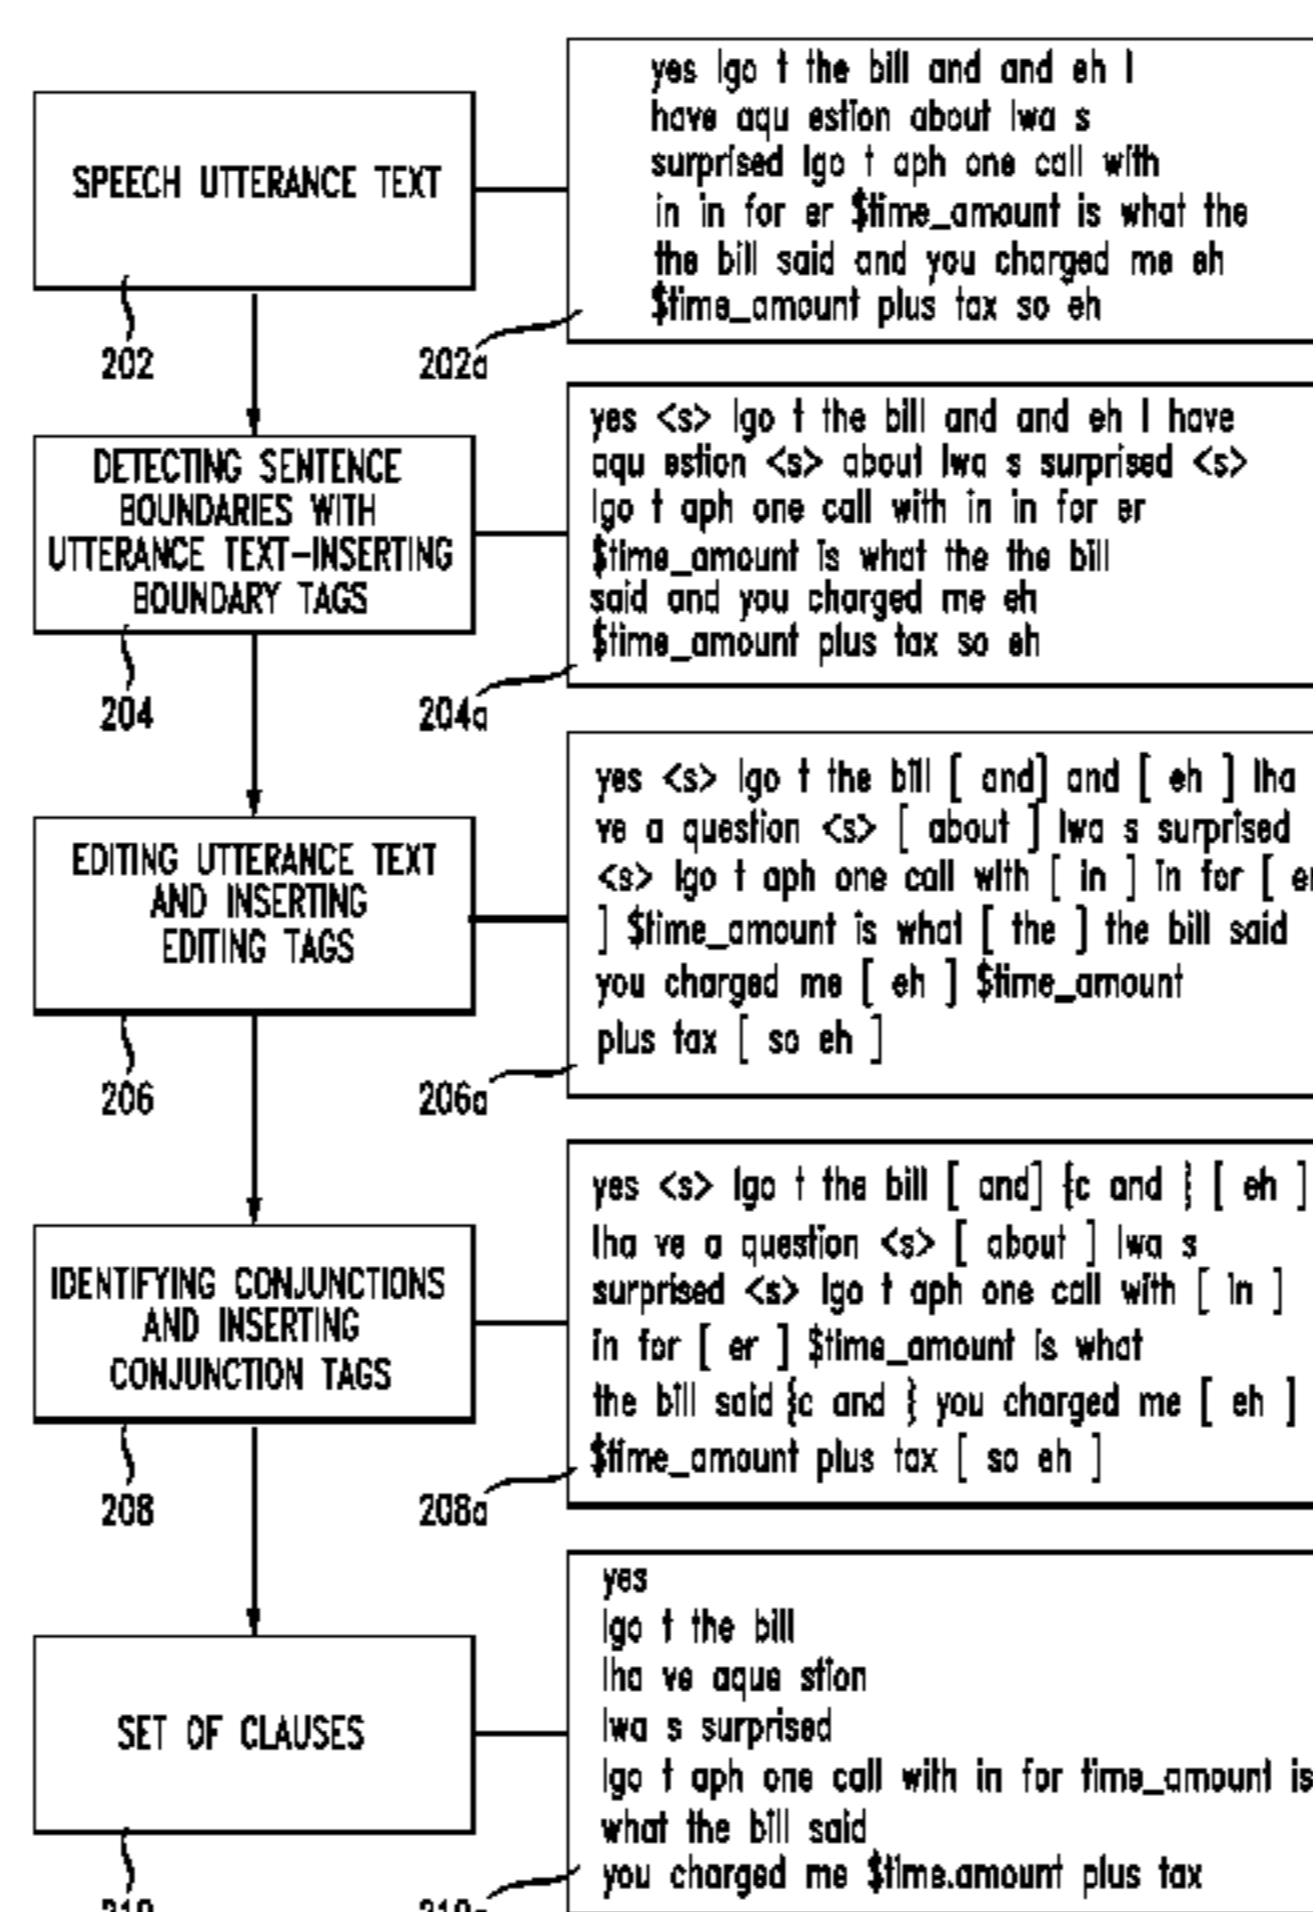 SPEECH UTTERANCE TEXT
202
yes Igo t the bill and and eh I
have aqu estion about Iwa s
surprised Igo t aph one call with
in in for er $time_amount is what the
the bill said and you charged me eh
$time_amount plus tax so eh
202a
DETECTING SENTENCE
BOUNDARIES WITH
UTTERANCE TEXT-INSERTING
BOUNDARY TAGS
204
yes <s> Igo t the bill and and eh I have
aqu estion <s> about Iwa s surprised <s>
Igo t aph one call with in in for er
$time_amount is what the the bill
said and you charged me eh
$time_amount plus tax so eh
204a
EDITING UTTERANCE TEXT
AND INSERTING
EDITING TAGS
206
yes <s> Igo t the bill [ and] and [ eh ] Iha
ve a question <s> [ about ] Iwa s surprised
<s> Igo t aph one call with [ in ] in for [ er
] $time_amount is what [ the ] the bill said
you charged me [ eh ] $time_amount
plus tax [ so eh ]
206a
IDENTIFYING CONJUNCTIONS
AND INSERTING
CONJUNCTION TAGS
208
yes <s> Igo t the bill [ and] {c and } [ eh ]
Iha ve a question <s> [ about ] Iwa s
surprised <s> Igo t aph one call with [ in ]
in for [ er ] $time_amount is what
the bill said {c and } you charged me [ eh ]
$time_amount plus tax [ so eh ]
208a
SET OF CLAUSES
yes
Igo t the bill
Iha ve aque stion
Iwa s surprised
Igo t aph one call with in for time_amount is
what the bill said
you charged me $time.amount plus tax